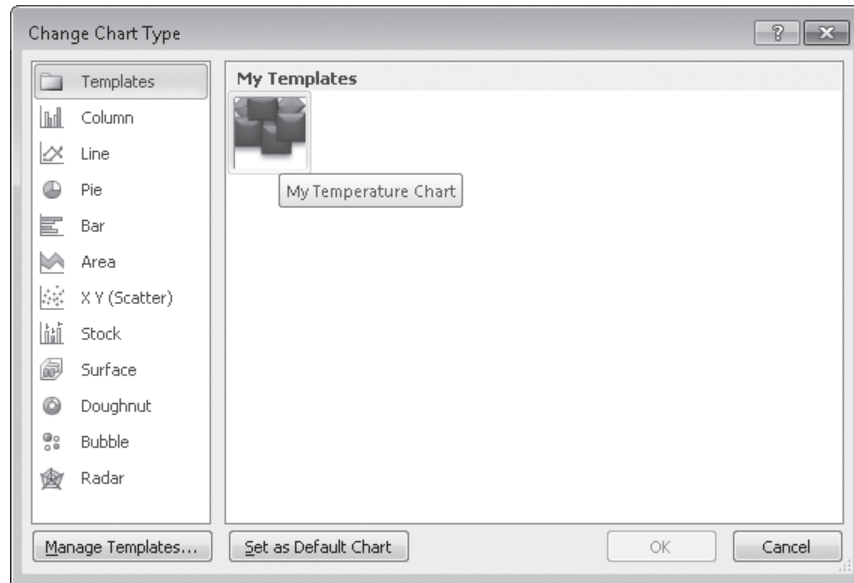 Change Chart Type
Templates
Column
Line
Pie
Bar
Area
X Y (Scatter)
Stock
Surface
Doughnut
Bubble
Radar
My Templates
My Temperature Chart
Manage Templates...
Set as Default Chart
OK
Cancel